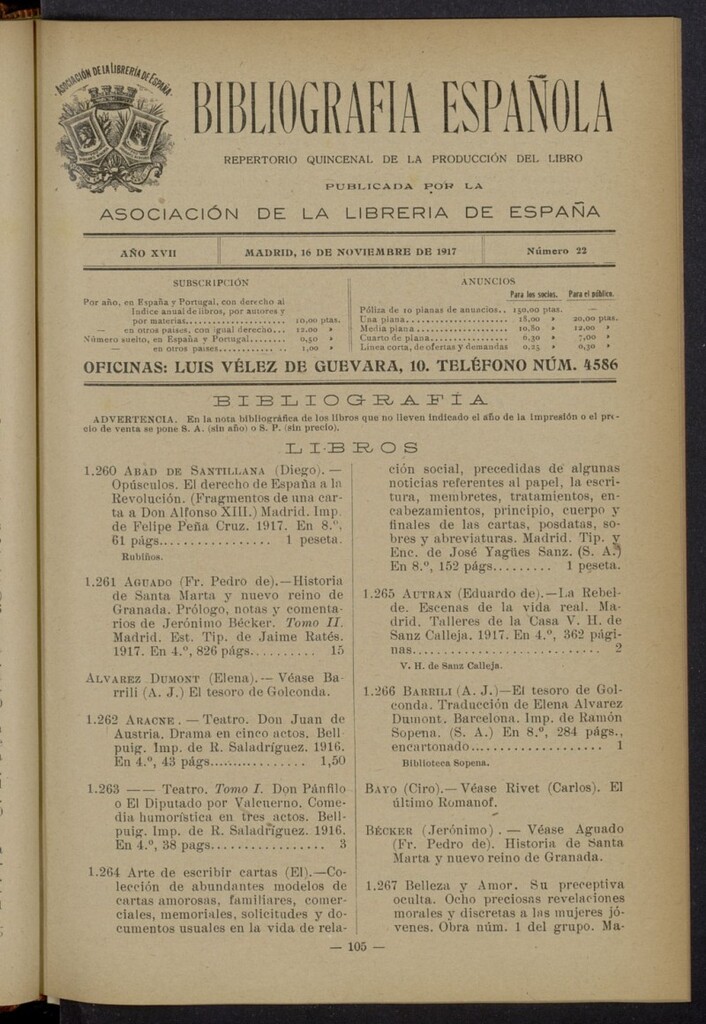 ASOCIACIÓN DE LA LIBRERÍA DE ESPAÑA
BIBLIOGRAFIA ESPAÑOLA
REPERTORIO QUINCENAL DE LA PRODUCCIÓN DEL LIBRO
PUBLICADA POR LA
ASOCIACIÓN DE LA LIBRERIA DE ESPAÑA
AÑO XVII
MADRID, 16 DE NOVIEMBRE DE 1917
Número 22
SUBSCRIPCIÓN
Por año, en España y Portugal, con derecho al
Indice anual de libros, por autores y
por materias...................... 10,00 ptas.
— en otros países, con igual derecho... 12,00 »
Número suelto, en España y Portugal........ 0,50 »
— en otros países............. 1,00 »
ANUNCIOS
Para los socios. Para el público.
Póliza de 10 planas de anuncios.. 150,00 ptas. —
Una plana..................... 18,00 » 20,00 ptas.
Media plana.................. 10,80 » 12,00 »
Cuarto de plana............... 6,30 » 7,00 »
Línea corta, de ofertas y demandas 0,25 » 0,30 »
OFICINAS: LUIS VÉLEZ DE GUEVARA, 10. TELÉFONO NÚM. 4586
BIBLIOGRAFÍA
ADVERTENCIA. En la nota bibliográfica de los libros que no lleven indicado el año de la impresión o el pre-
cio de venta se pone S. A. (sin año) o S. P. (sin precio).
LIBROS
1.260 ABAD DE SANTILLANA (Diego).—
Opúsculos. El derecho de España a la
Revolución. (Fragmentos de una car-
ta a Don Alfonso XIII.) Madrid. Imp.
de Felipe Peña Cruz. 1917. En 8.º,
61 págs................ 1 peseta.
Rubiños.
1.261 AGUADO (Fr. Pedro de).—Historia
de Santa Marta y nuevo reino de
Granada. Prólogo, notas y comenta-
rios de Jerónimo Bécker. Tomo II.
Madrid. Est. Tip. de Jaime Ratés.
1917. En 4.º, 826 págs.......... 15
ALVAREZ DUMONT (Elena).— Véase Ba-
rrili (A. J.) El tesoro de Golconda.
1.262 ARACNE.—Teatro. Don Juan de
Austria. Drama en cinco actos. Bell-
puig. Imp. de R. Saladríguez. 1916.
En 4.º, 43 págs............... 1,50
1.263 —— Teatro. Tomo I. Don Pánfilo
o El Diputado por Valcuerno. Come-
dia humorística en tres actos. Bell-
puig. Imp. de R. Saladríguez. 1916.
En 4.º, 38 pags................. 3
1.264 Arte de escribir cartas (El).—Co-
lección de abundantes modelos de
cartas amorosas, familiares, comer-
ciales, memoriales, solicitudes y do-
cumentos usuales en la vida de rela-
ción social, precedidas de algunas
noticias referentes al papel, la escri-
tura, membretes, tratamientos, en-
cabezamientos, principio, cuerpo y
finales de las cartas, posdatas, so-
bres y abreviaturas. Madrid. Tip. y
Enc. de José Yagües Sanz. (S. A.)
En 8.º, 152 págs......... 1 peseta.
1.265 AUTRAN (Eduardo de).—La Rebel-
de. Escenas de la vida real. Ma-
drid. Talleres de la Casa V. H. de
Sanz Calleja. 1917. En 4.º, 362 pági-
nas............................ 2
V. H. de Sanz Calleja.
1.266 BARRILI (A. J.)—El tesoro de Gol-
conda. Traducción de Elena Alvarez
Dumont. Barcelona. Imp. de Ramón
Sopena. (S. A.) En 8.º, 284 págs.,
encartonado.................... 1
Biblioteca Sopena.
BAYO (Ciro).— Véase Rivet (Carlos). El
último Romanof.
BÉCKER (Jerónimo).— Véase Aguado
(Fr. Pedro de). Historia de Santa
Marta y nuevo reino de Granada.
1.267 Belleza y Amor. Su preceptiva
oculta. Ocho preciosas revelaciones
morales y discretas a las mujeres jó-
venes. Obra núm. 1 del grupo. Ma-
— 105 —